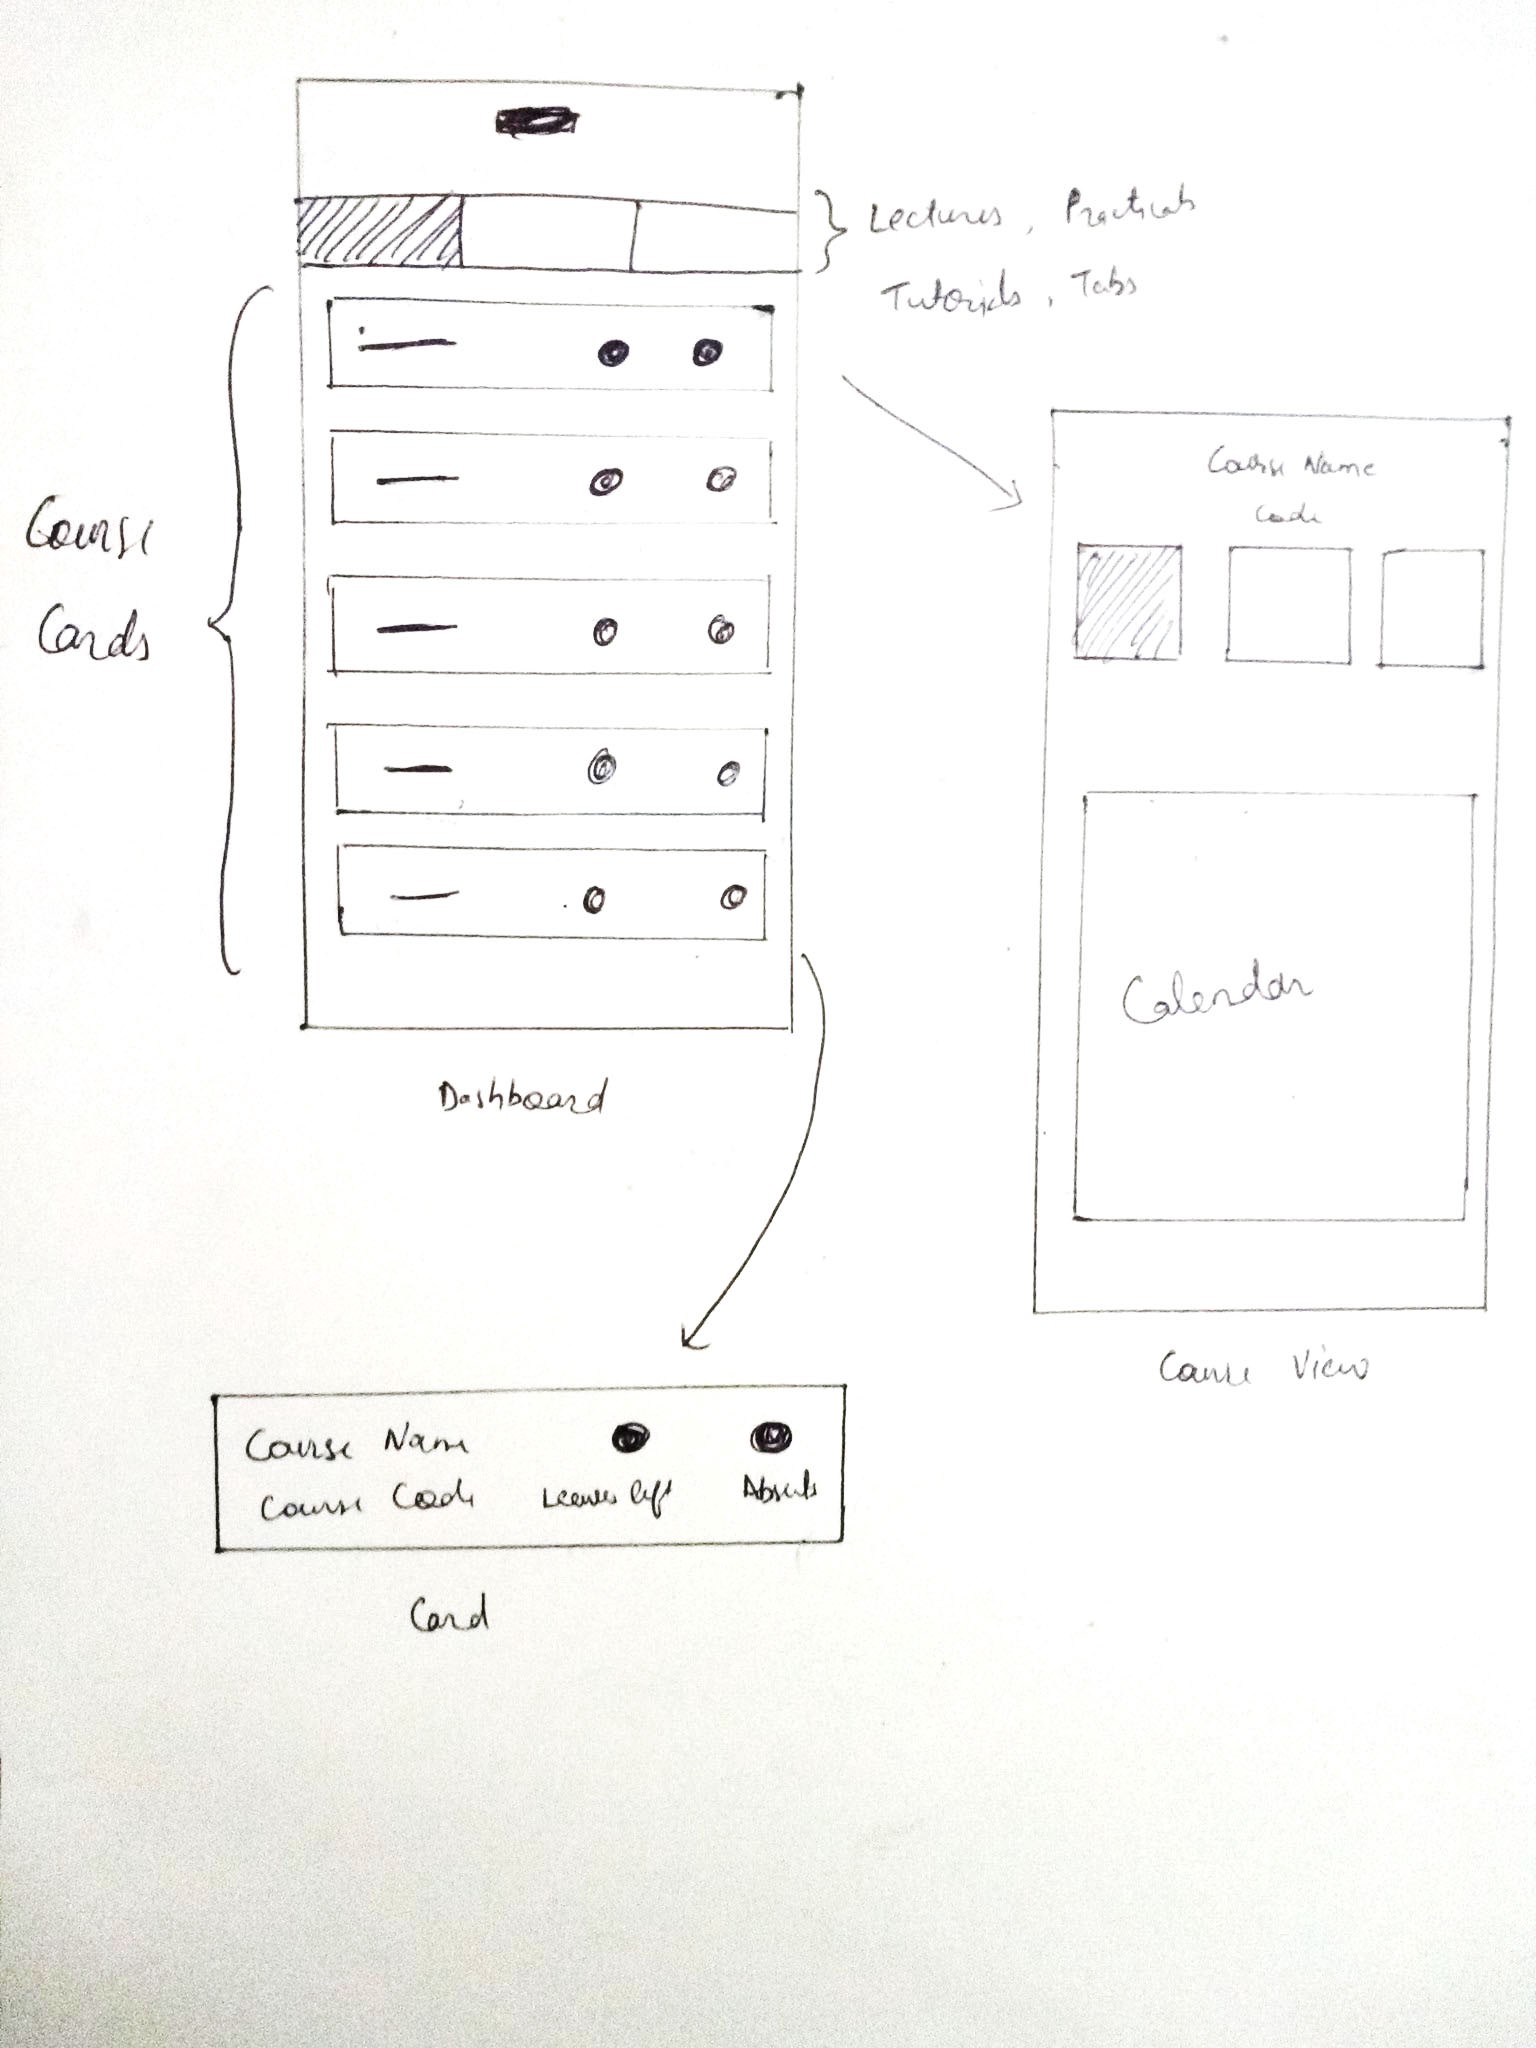 Lectures, Practicals
Tutorials, Tabs
Course
Cards
Course Name
Code
Calendar
Dashboard
Course View
Course Name
Course Code
Leaves left
Absents
Card